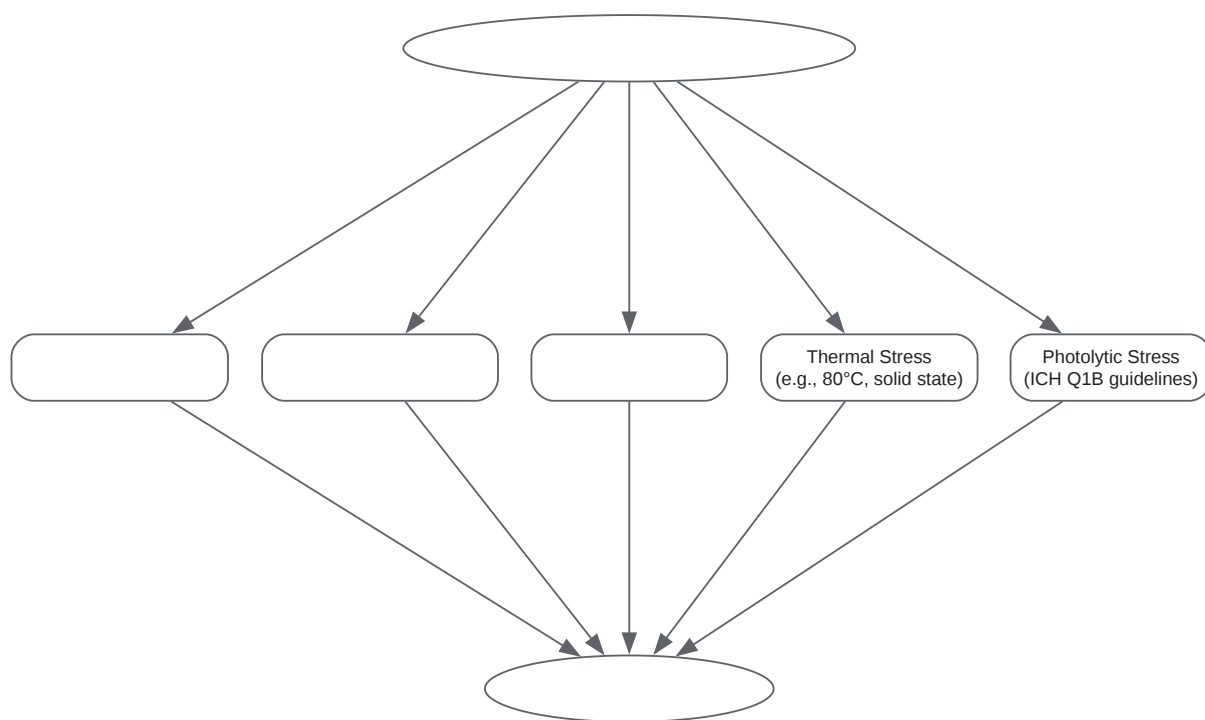 Thermal Stress
(e.g., 80°C, solid state)
Photolytic Stress
(ICH Q1B guidelines)